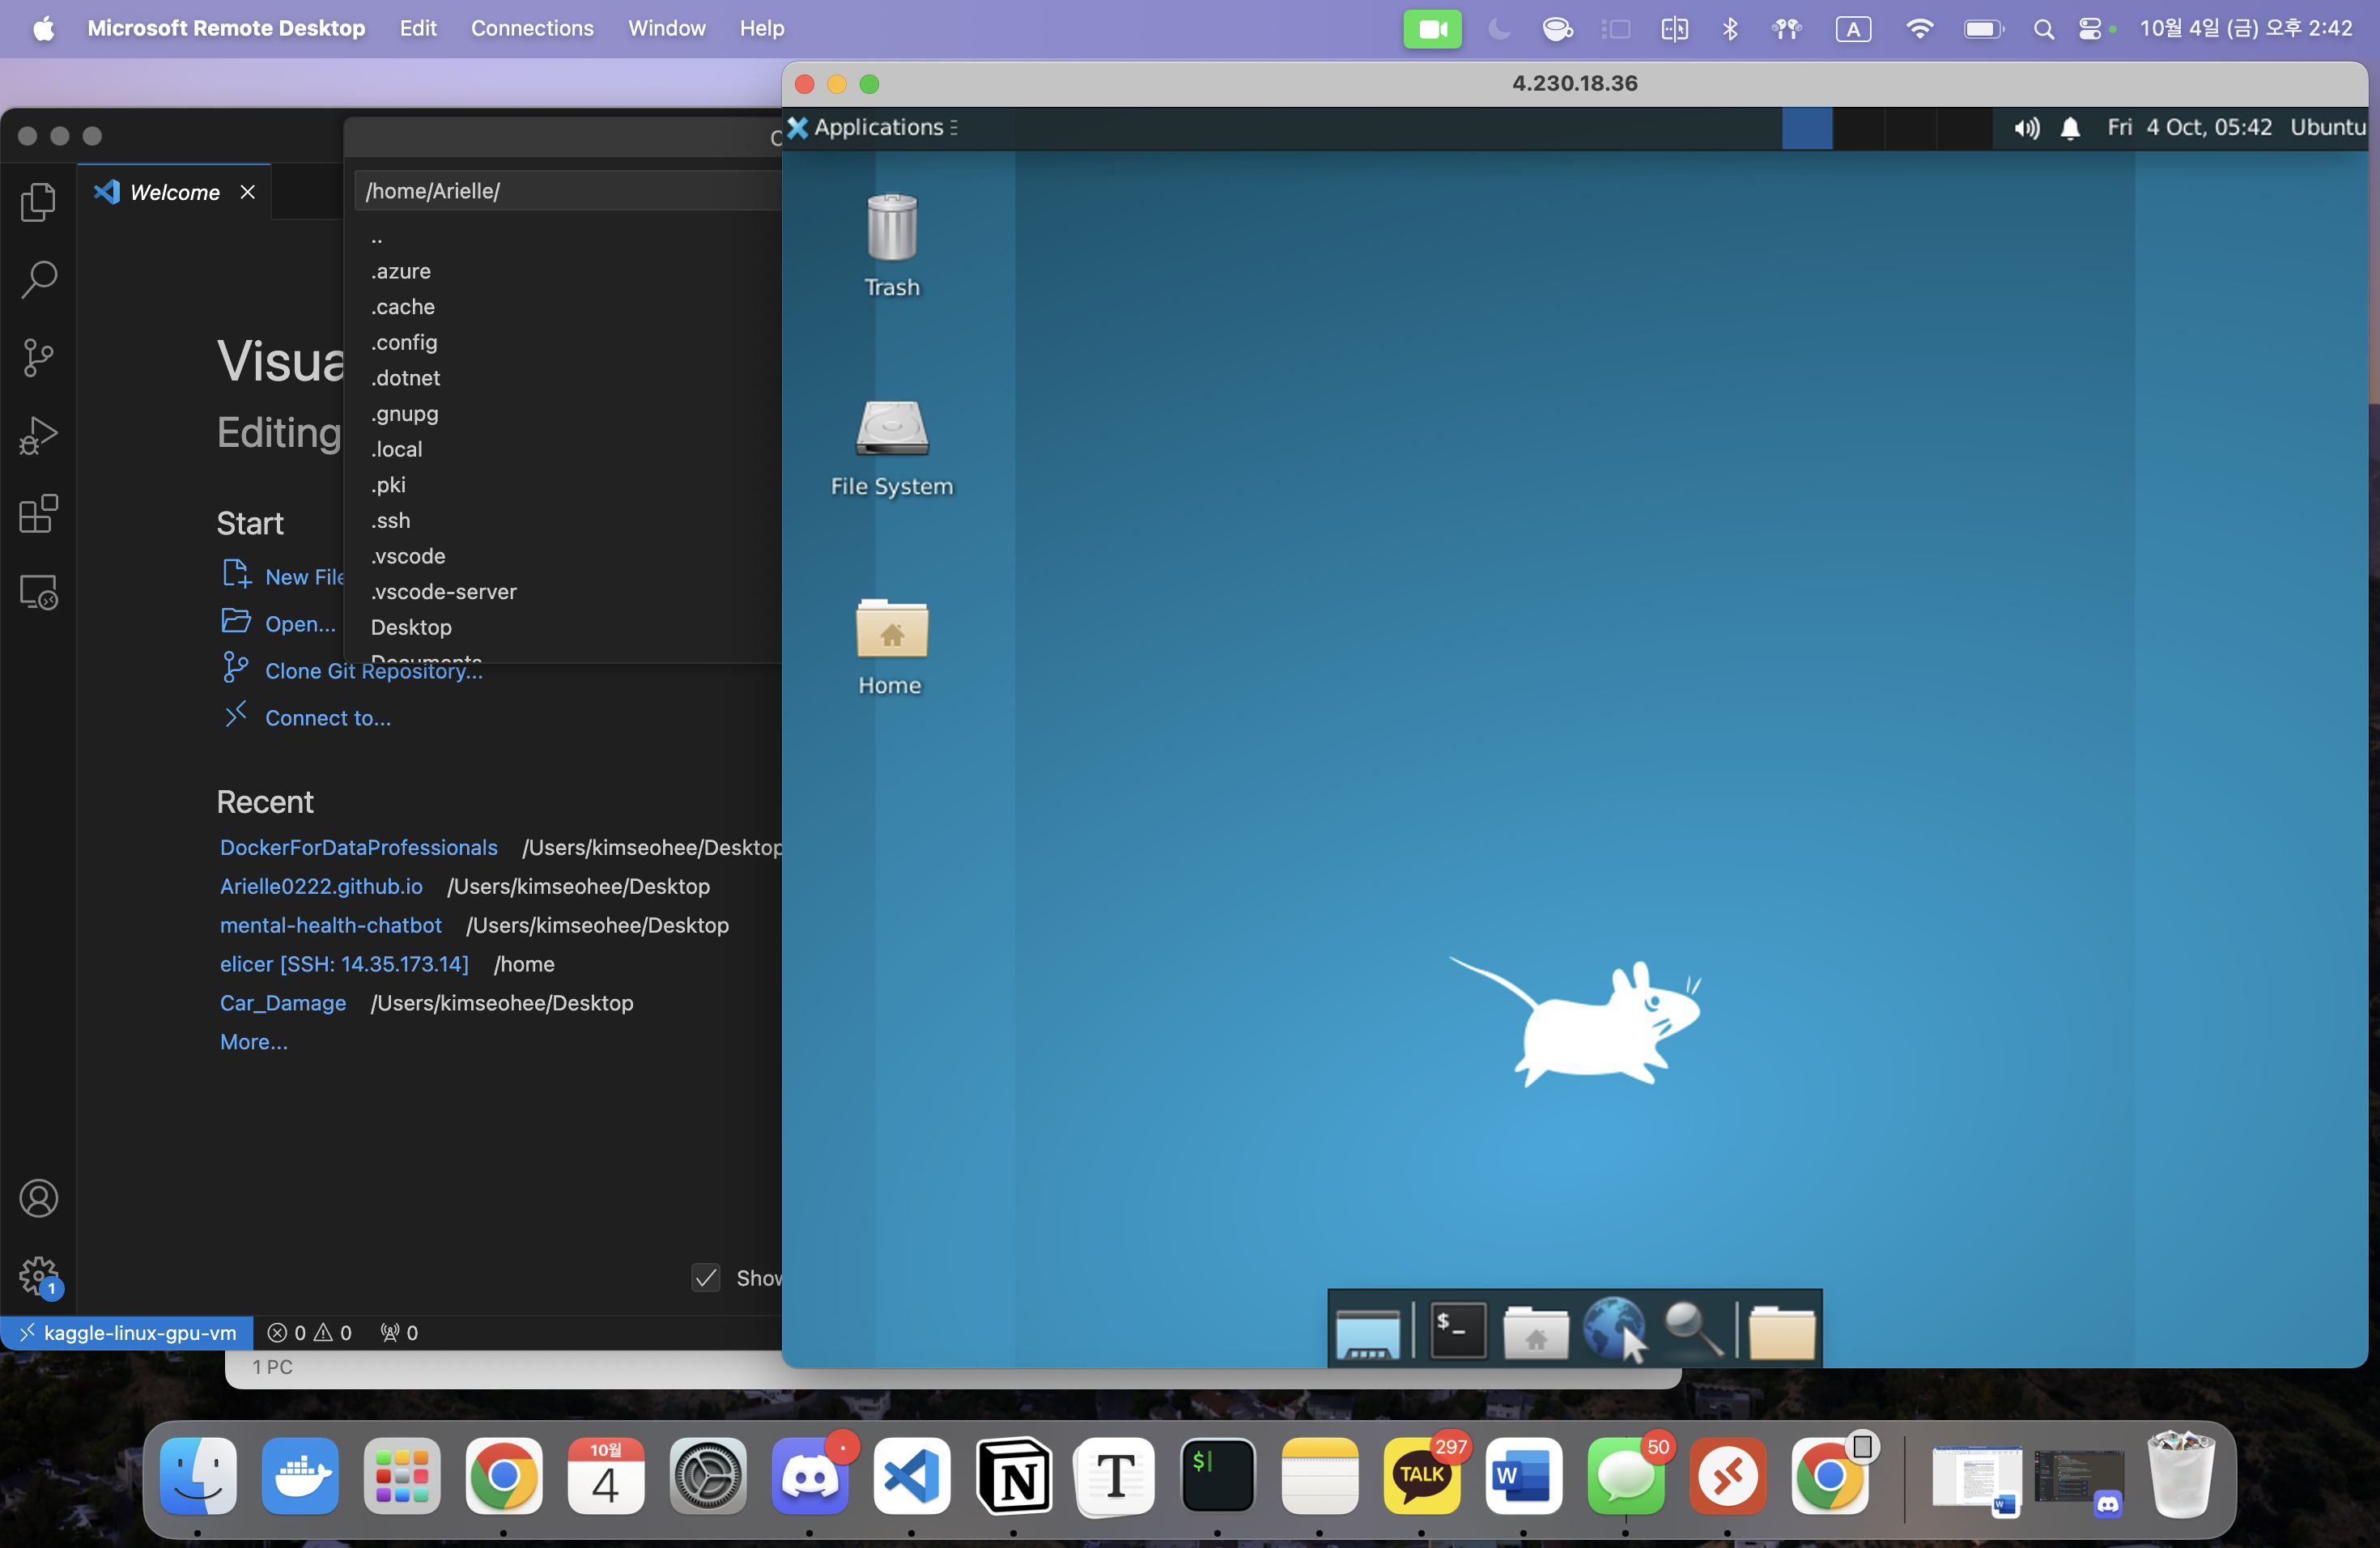 Microsoft Remote Desktop Edit Connections Window Help A 10월 4일 (금) 오후 2:42
4.230.18.36
Applications Fri 4 Oct, 05:42 Ubuntu
Trash
File System
Home
Welcome
/home/Arielle/
..
.azure
.cache
.config
.dotnet
.gnupg
.local
.pki
.ssh
.vscode
.vscode-server
Desktop
Documents
Editing
Start
New File
Open...
Clone Git Repository...
Connect to...
Recent
DockerForDataProfessionals /Users/kimseohee/Desktop
Arielle0222.github.io /Users/kimseohee/Desktop
mental-health-chatbot /Users/kimseohee/Desktop
elicer [SSH: 14.35.173.14] /home
Car_Damage /Users/kimseohee/Desktop
More...
Show
1
kaggle-linux-gpu-vm 0 0 0
1 PC
$_
10월
4
N
T
$
TALK
297
W
50